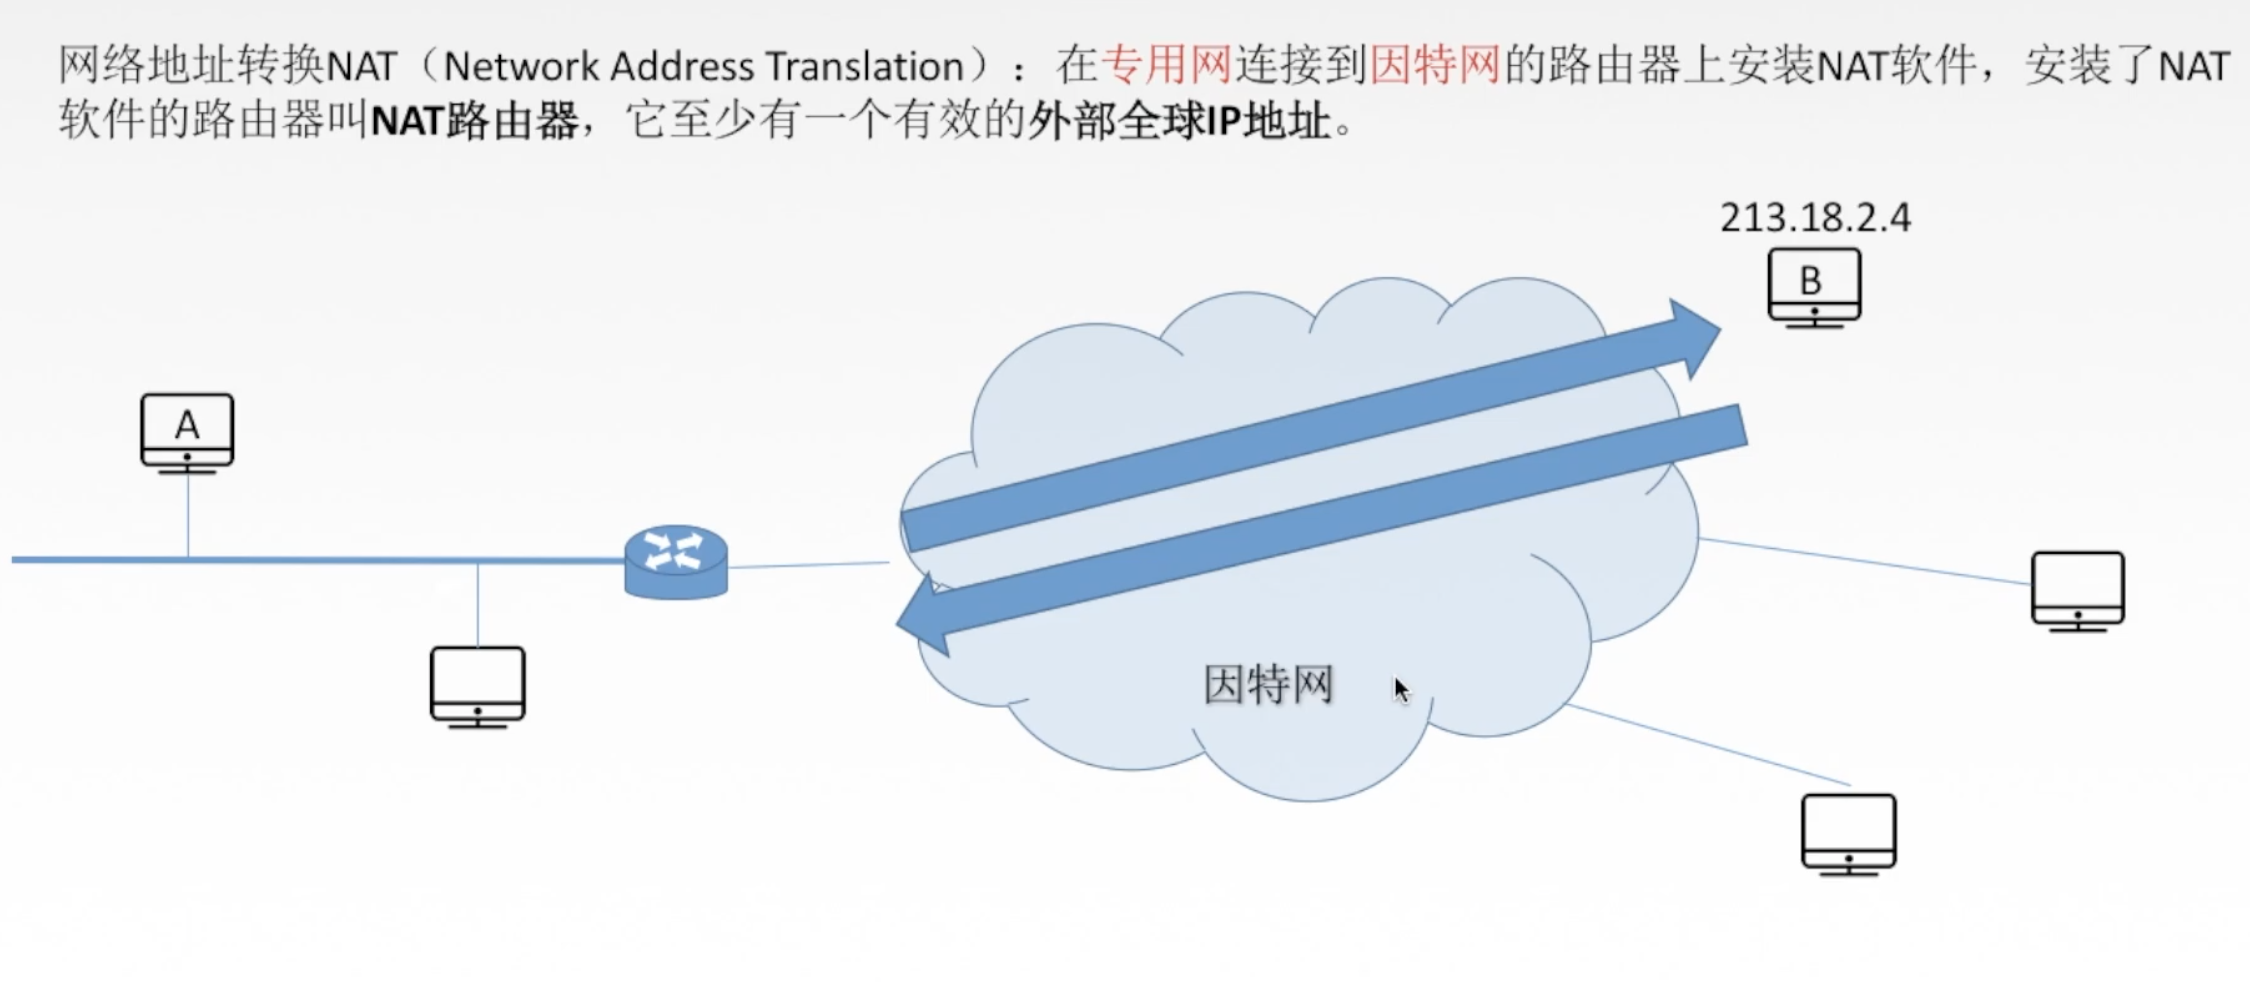 网络地址转换NAT（Network Address Translation）：在专用网连接到因特网的路由器上安装NAT软件，安装了NAT
软件的路由器叫NAT路由器，它至少有一个有效的外部全球IP地址。
213.18.2.4
B
A
因特网